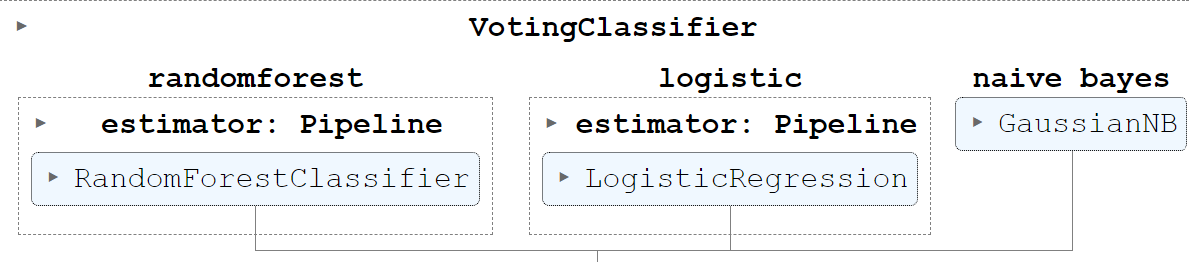 VotingClassifier
randomforest logistic naive bayes
estimator: Pipeline estimator: Pipeline GaussianNB
RandomForestClassifier LogisticRegression